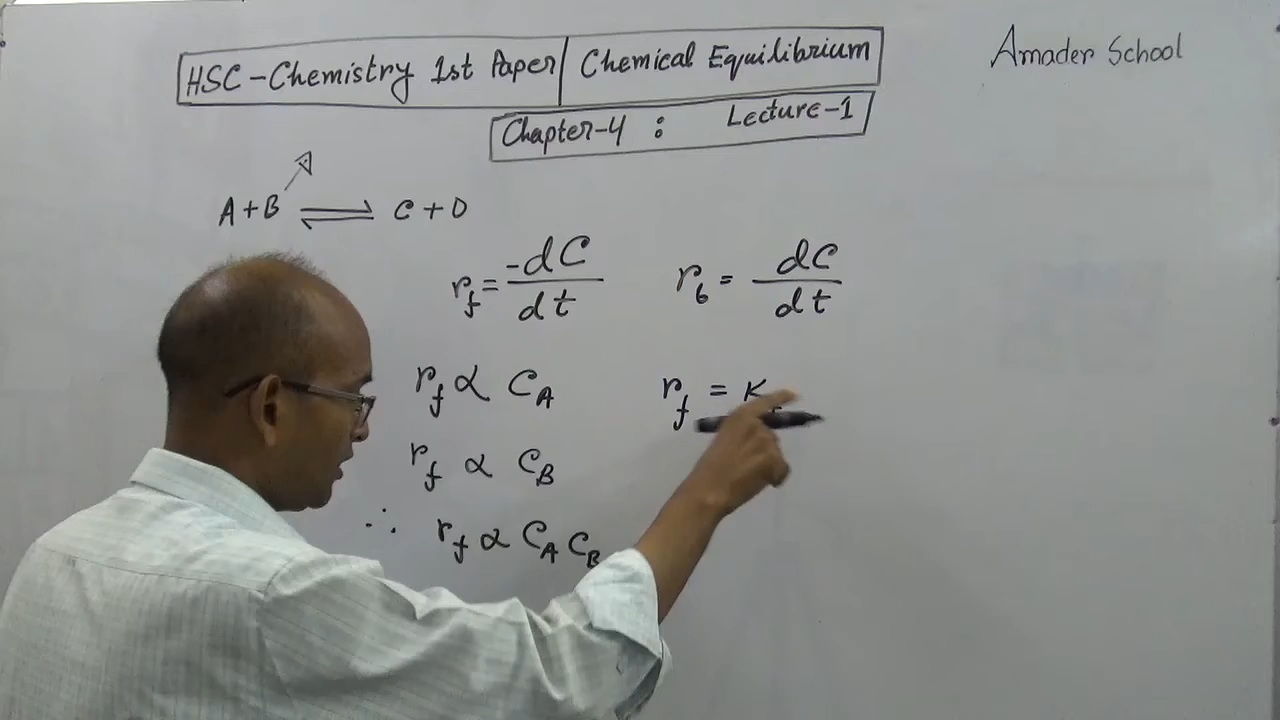 HSC-Chemistry 1st Paper | Chemical Equilibrium
Amader School
Chapter-4 : Lecture-1
A+B ⇌ C+D
r_f = -dC/dt
r_b = dC/dt
r_f ∝ C_A
r_f = K
r_f ∝ C_B
∴ r_f ∝ C_A C_B